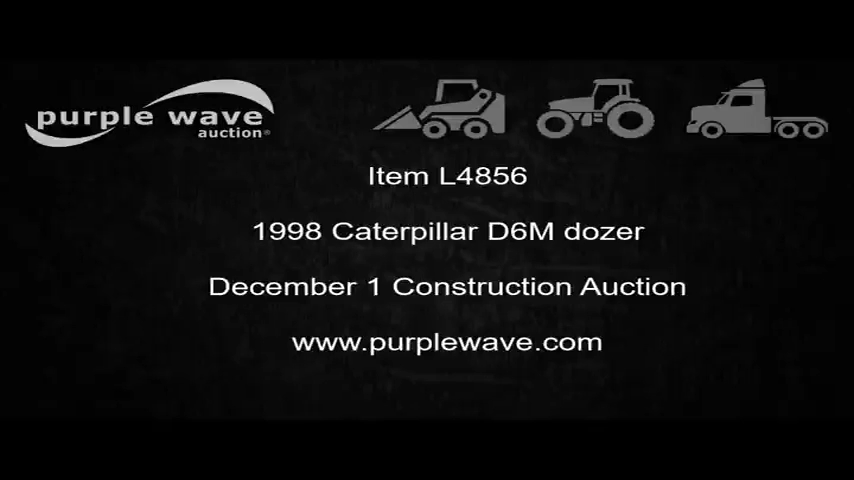 purple wave
auction®
Item L4856
1998 Caterpillar D6M dozer
December 1 Construction Auction
www.purplewave.com